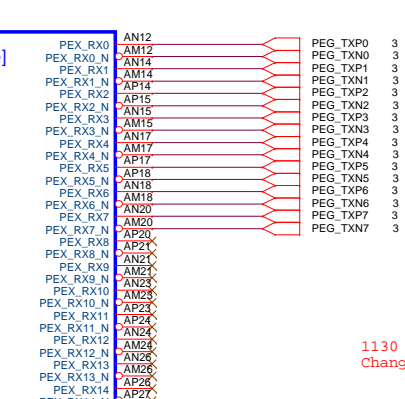 AN12
PEX_RX0 PEG_TXP0 3
AM12
PEX_RX0_N PEG_TXN0 3
]
AN14
PEX_RX1 PEG_TXP1 3
AM14
PEX_RX1_N PEG_TXN1 3
AP14
PEX_RX2 PEG_TXP2 3
AP15
PEX_RX2_N PEG_TXN2 3
AN15
PEX_RX3 PEG_TXP3 3
AM15
PEX_RX3_N PEG_TXN3 3
AN17
PEX_RX4 PEG_TXP4 3
AM17
PEX_RX4_N PEG_TXN4 3
AP17
PEX_RX5 PEG_TXP5 3
AP18
PEX_RX5_N PEG_TXN5 3
AN18
PEX_RX6 PEG_TXP6 3
AM18
PEX_RX6_N PEG_TXN6 3
AN20
PEX_RX7 PEG_TXP7 3
AM20
PEX_RX7_N PEG_TXN7 3
AP20
PEX_RX8
AP21
PEX_RX8_N
AN21
PEX_RX9
AM21
PEX_RX9_N
AN23
PEX_RX10
AM23
PEX_RX10_N
AP23
PEX_RX11
AP24
PEX_RX11_N
AN24
PEX_RX12
AM24
PEX_RX12_N
AN26
PEX_RX13
AM26
PEX_RX13_N
AP26
PEX_RX14
AP27
1130
Chang